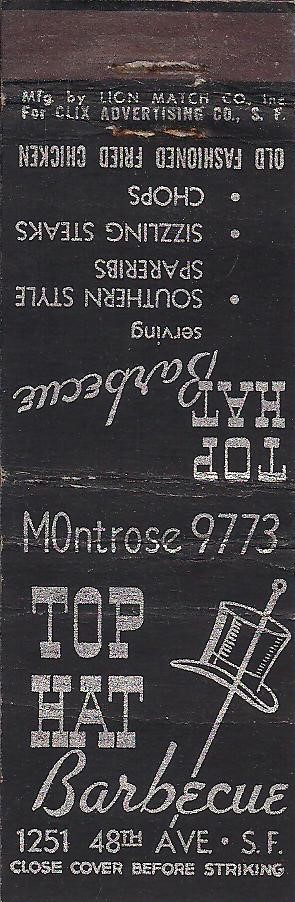 Mfg. by LION MATCH CO., Inc
For CLIX ADVERTISING CO., S. F.
TOP
HAT
Barbecue
serving
• SOUTHERN STYLE
SPARERIBS
• SIZZLING STEAKS
• CHOPS
OLD FASHIONED FRIED CHICKEN
MOntrose 9773
TOP
HAT
Barbecue
1251 48TH AVE • S.F.
CLOSE COVER BEFORE STRIKING